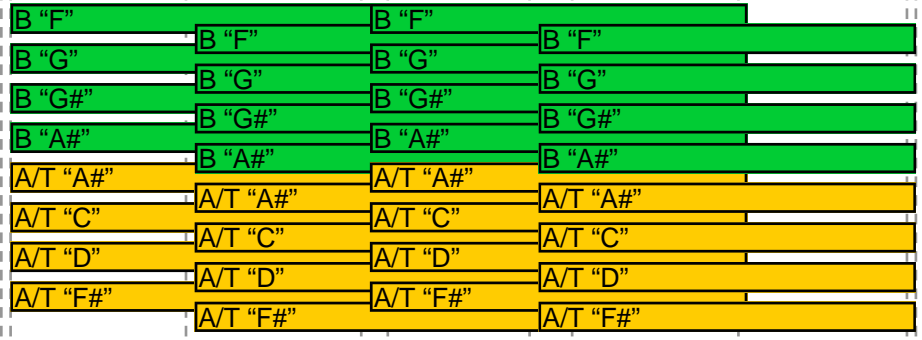 B “F” B “F”
B “F” B “F”
B “G” B “G”
B “G” B “G”
B “G#” B “G#”
B “G#” B “G#”
B “A#” B “A#”
B “A#” B “A#”
A/T “A#” A/T “A#”
A/T “A#” A/T “A#”
A/T “C” A/T “C”
A/T “C” A/T “C”
A/T “D” A/T “D”
A/T “D” A/T “D”
A/T “F#” A/T “F#”
A/T “F#” A/T “F#”